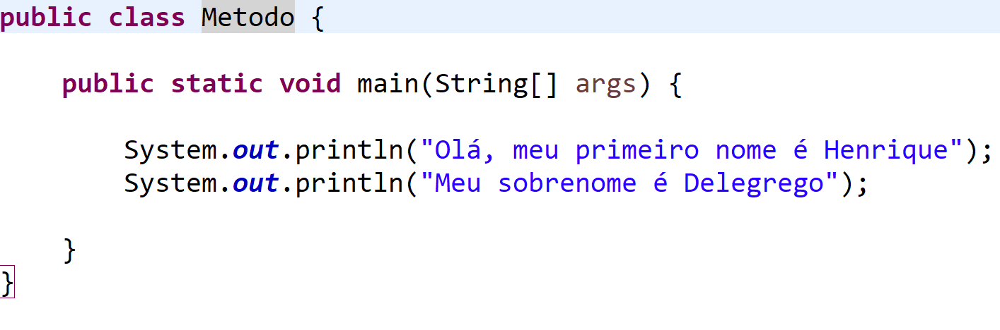 public class Metodo {
public static void main(String[] args) {
System.out.println("Olá, meu primeiro nome é Henrique");
System.out.println("Meu sobrenome é Delegrego");
}
}